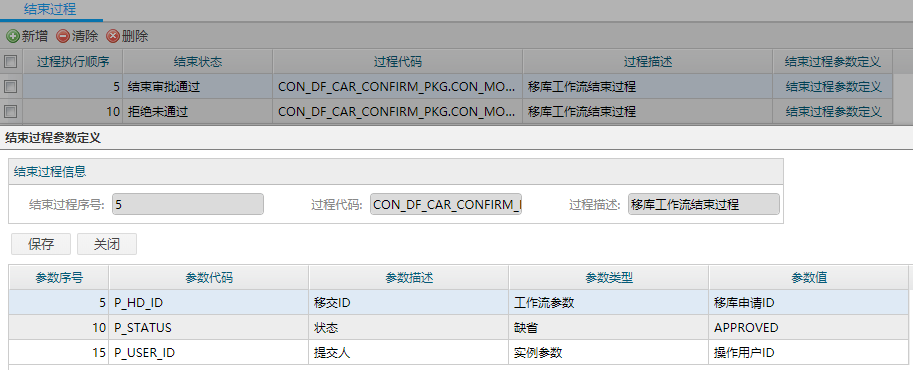 结束过程
新增 清除 删除
过程执行顺序 结束状态 过程代码 过程描述 结束过程参数定义
5 结束审批通过 CON_DF_CAR_CONFIRM_PKG.CON_MO... 移库工作流结束过程 结束过程参数定义
10 拒绝未通过 CON_DF_CAR_CONFIRM_PKG.CON_MO... 移库工作流结束过程 结束过程参数定义
结束过程参数定义
结束过程信息
结束过程序号: 5 过程代码: CON_DF_CAR_CONFIRM_ 过程描述: 移库工作流结束过程
保存 关闭
参数序号 参数代码 参数描述 参数类型 参数值
5 P_HD_ID 移交ID 工作流参数 移库申请ID
10 P_STATUS 状态 缺省 APPROVED
15 P_USER_ID 提交人 实例参数 操作用户ID